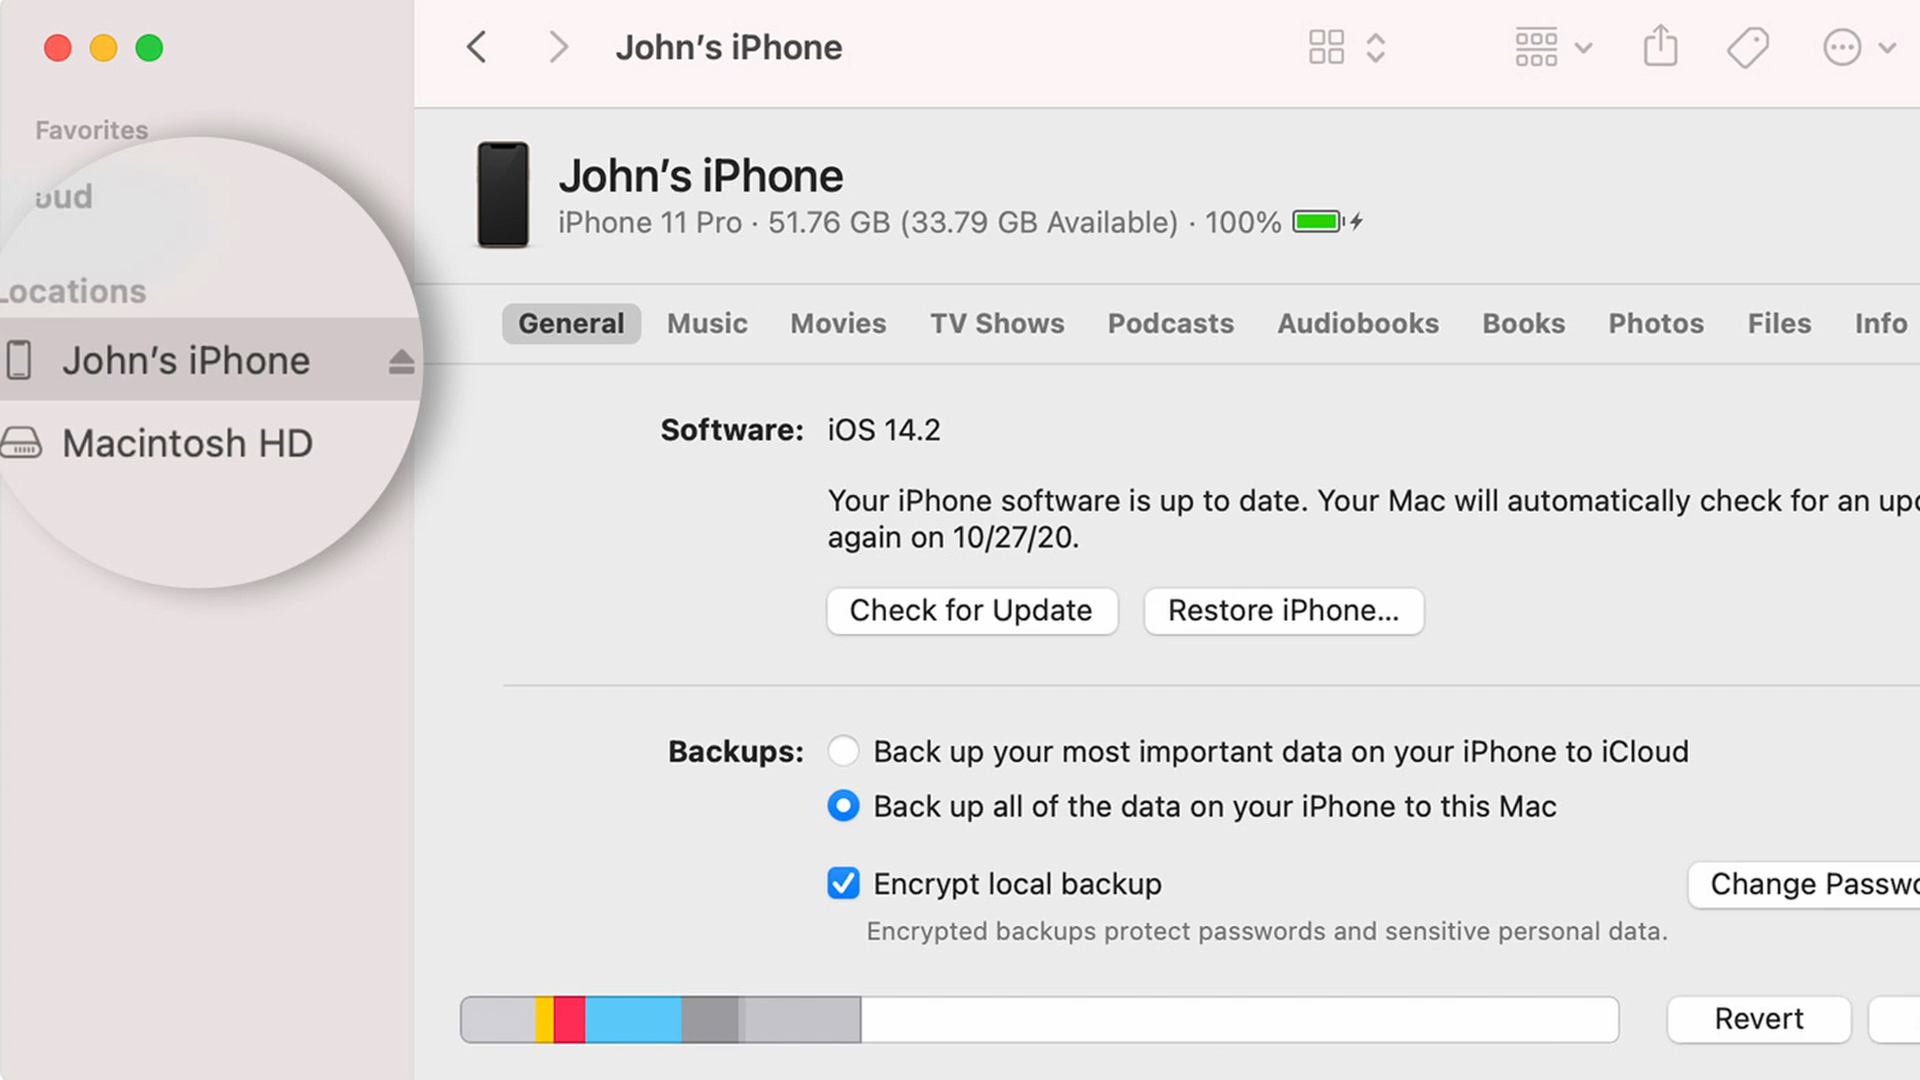 John's iPhone
Favorites
Locations
John's iPhone
Macintosh HD
John's iPhone
iPhone 11 Pro · 51.76 GB (33.79 GB Available) · 100%
General Music Movies TV Shows Podcasts Audiobooks Books Photos Files Info
Software: iOS 14.2
Your iPhone software is up to date. Your Mac will automatically check for an
again on 10/27/20.
Check for Update Restore iPhone...
Backups: Back up your most important data on your iPhone to iCloud
Back up all of the data on your iPhone to this Mac
Encrypt local backup Change
Encrypted backups protect passwords and sensitive personal data.
Revert